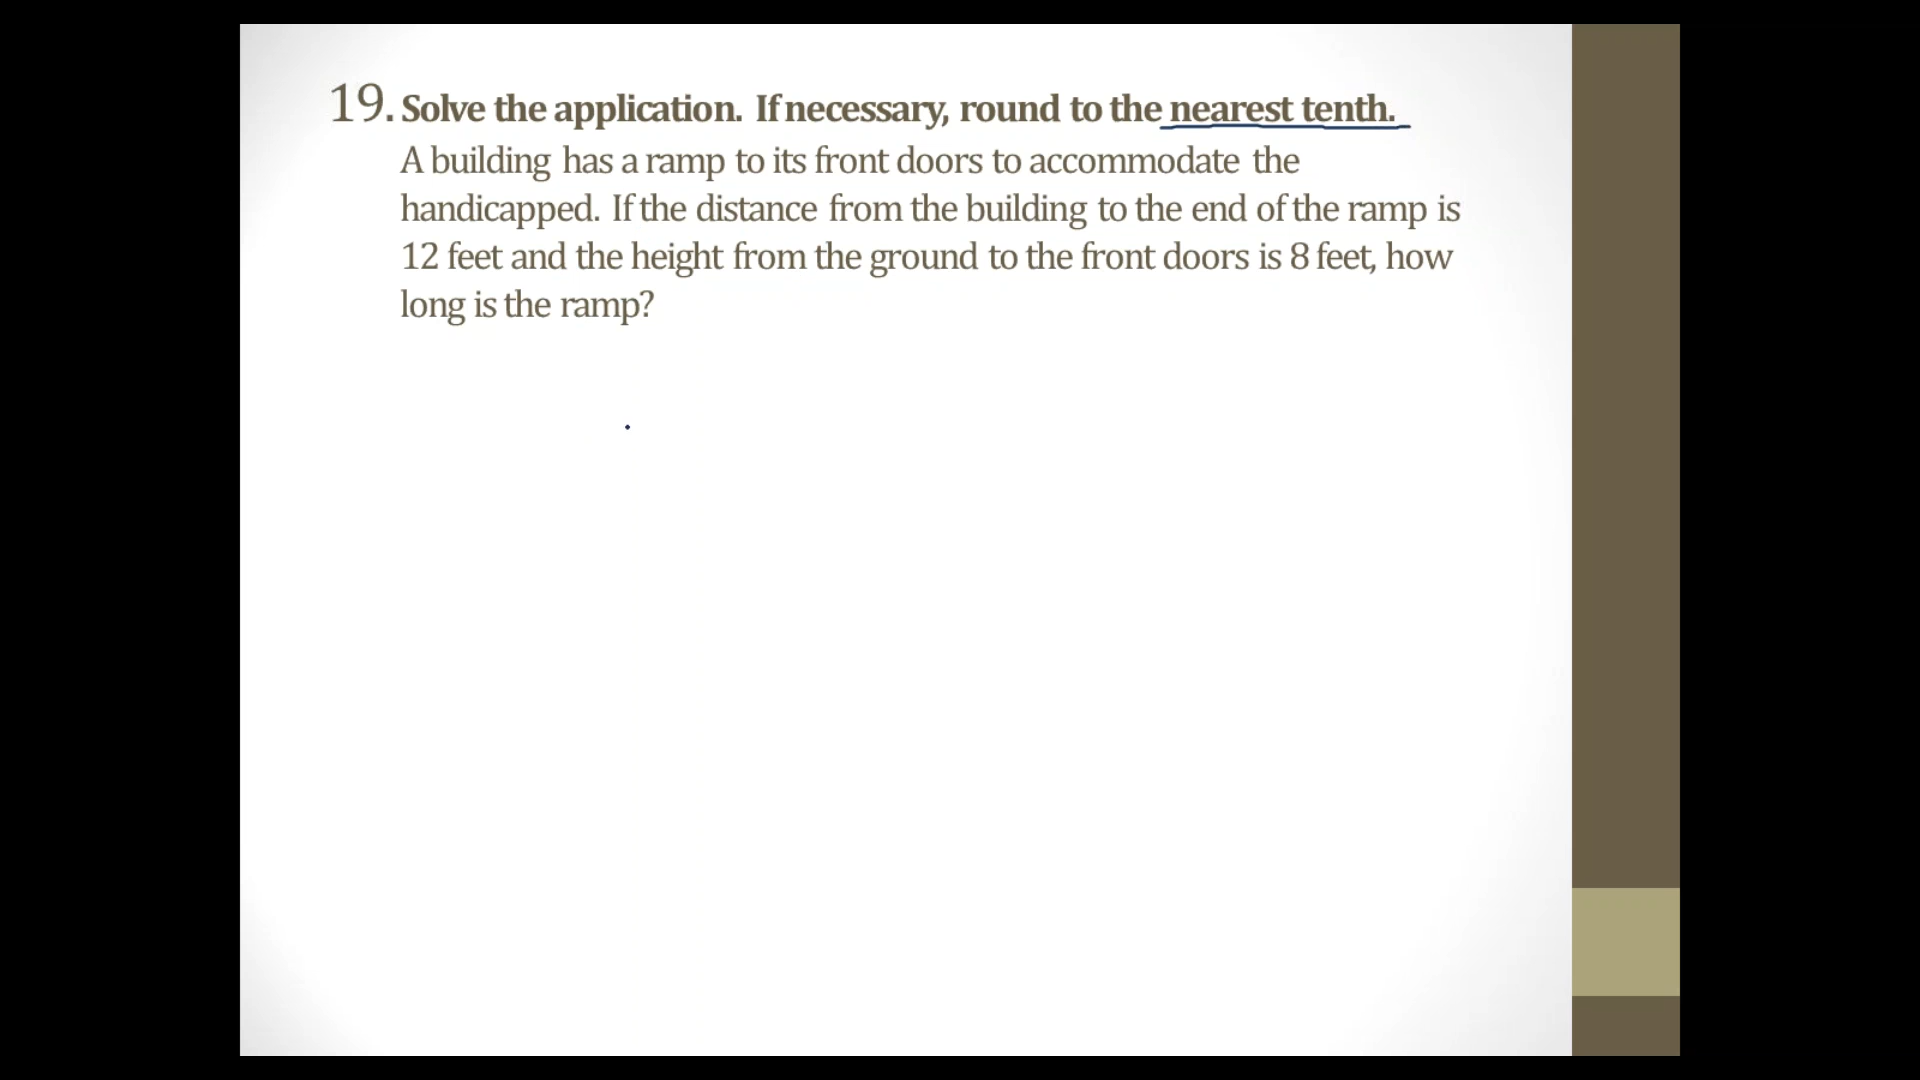 19. Solve the application. If necessary, round to the nearest tenth.
A building has a ramp to its front doors to accommodate the
handicapped. If the distance from the building to the end of the ramp is
12 feet and the height from the ground to the front doors is 8 feet, how
long is the ramp?